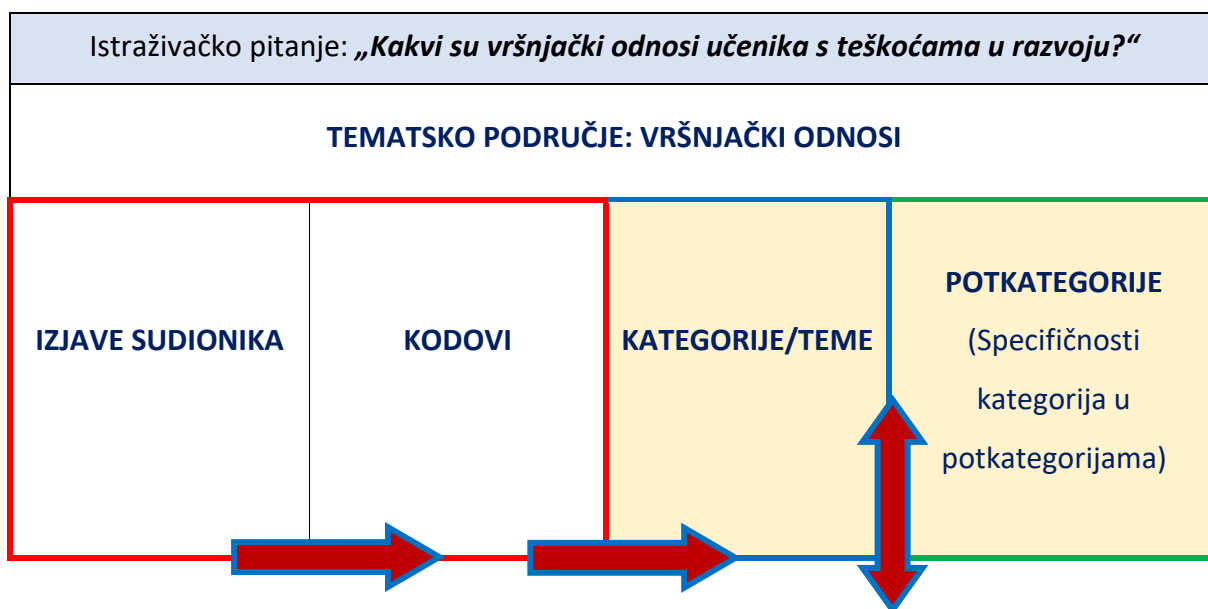 Istraživačko pitanje: „Kakvi su vršnjački odnosi učenika s teškoćama u razvoju?“
TEMATSKO PODRUČJE: VRŠNJAČKI ODNOSI
IZJAVE SUDIONIKA
KODOVI
KATEGORIJE/TEME
POTKATEGORIJE
(Specifičnosti
kategorija u
potkategorijama)